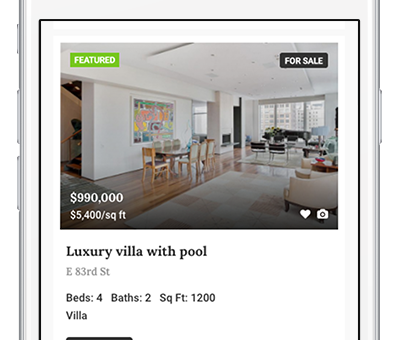 FEATURED
FOR SALE
$990,000
$5,400/sq ft
Luxury villa with pool
E 83rd St
Beds: 4 Baths: 2 Sq Ft: 1200
Villa